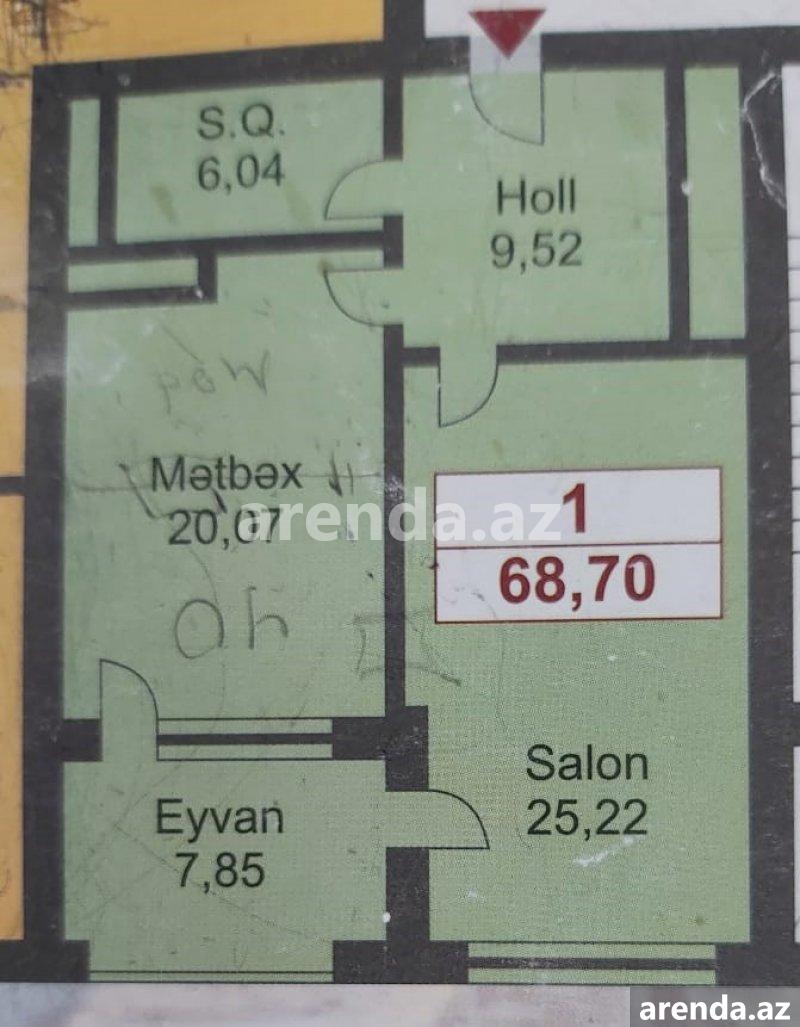 S.Q.
6,04
Holl
9,52
Mətbəx
20,07
arenda.az
1
68,70
Salon
25,22
Eyvan
7,85
arenda.az